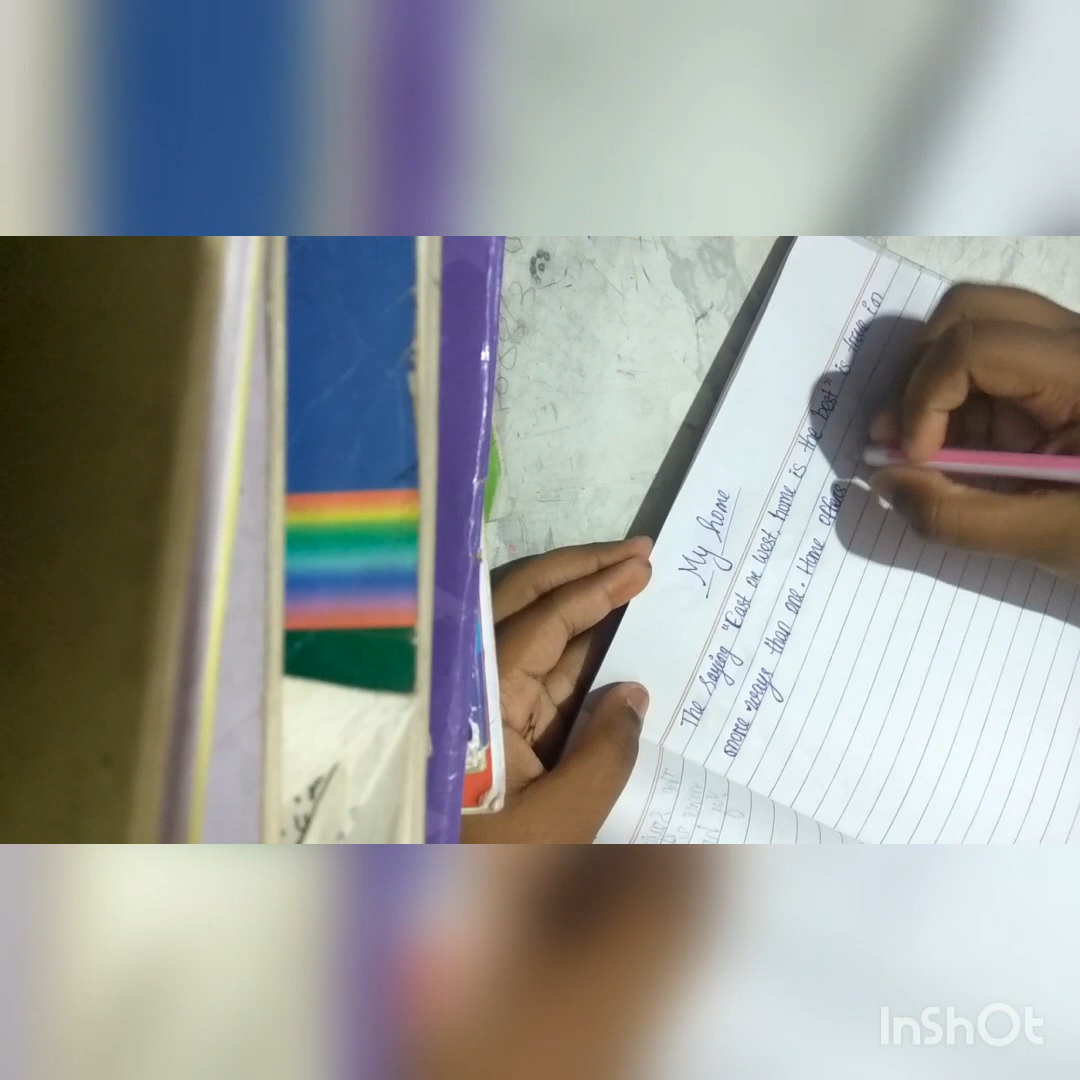 My home
The saying "East or west, home is the best" is true in
more ways than one. Home offers
InShOt